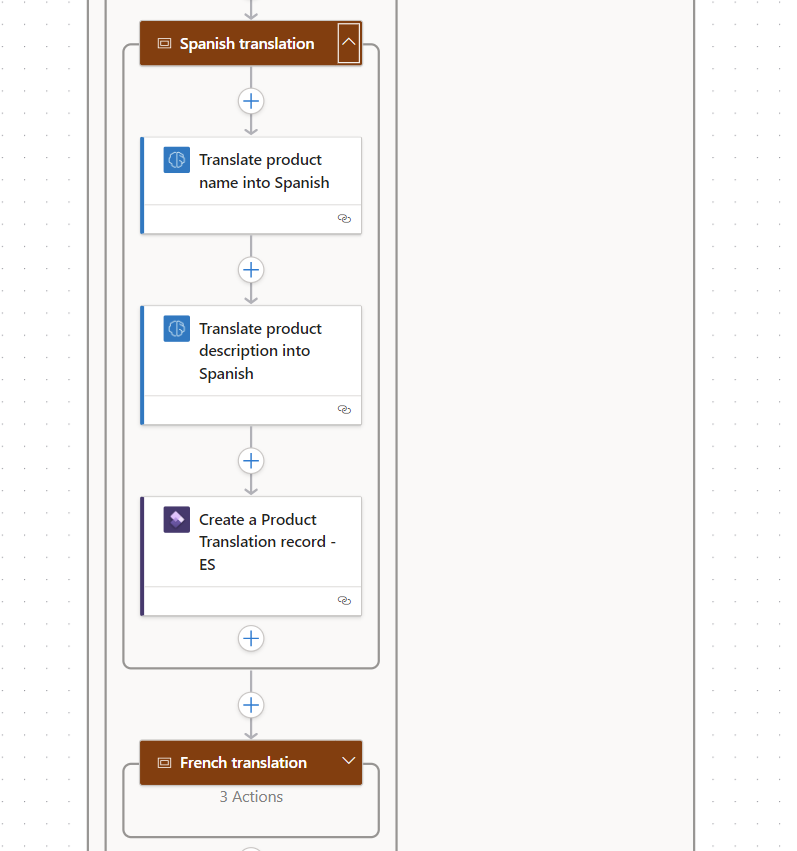 Spanish translation
Translate product
name into Spanish
Translate product
description into
Spanish
Create a Product
Translation record -
ES
French translation
3 Actions